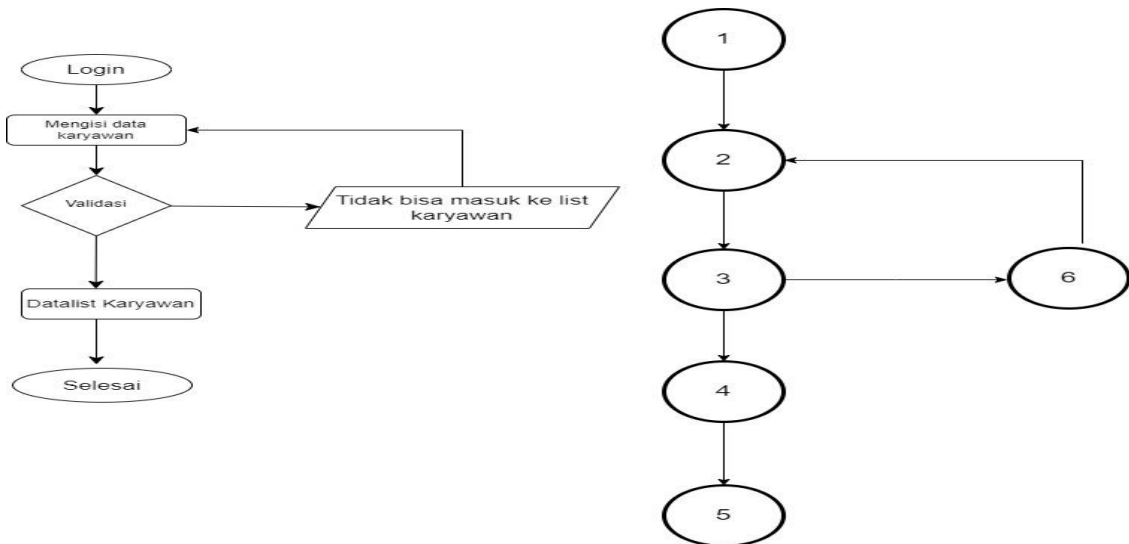 Login
Mengisi data
karyawan
Validasi
Tidak bisa masuk ke list
karyawan
Datalist Karyawan
Selesai
1
2
3
6
4
5